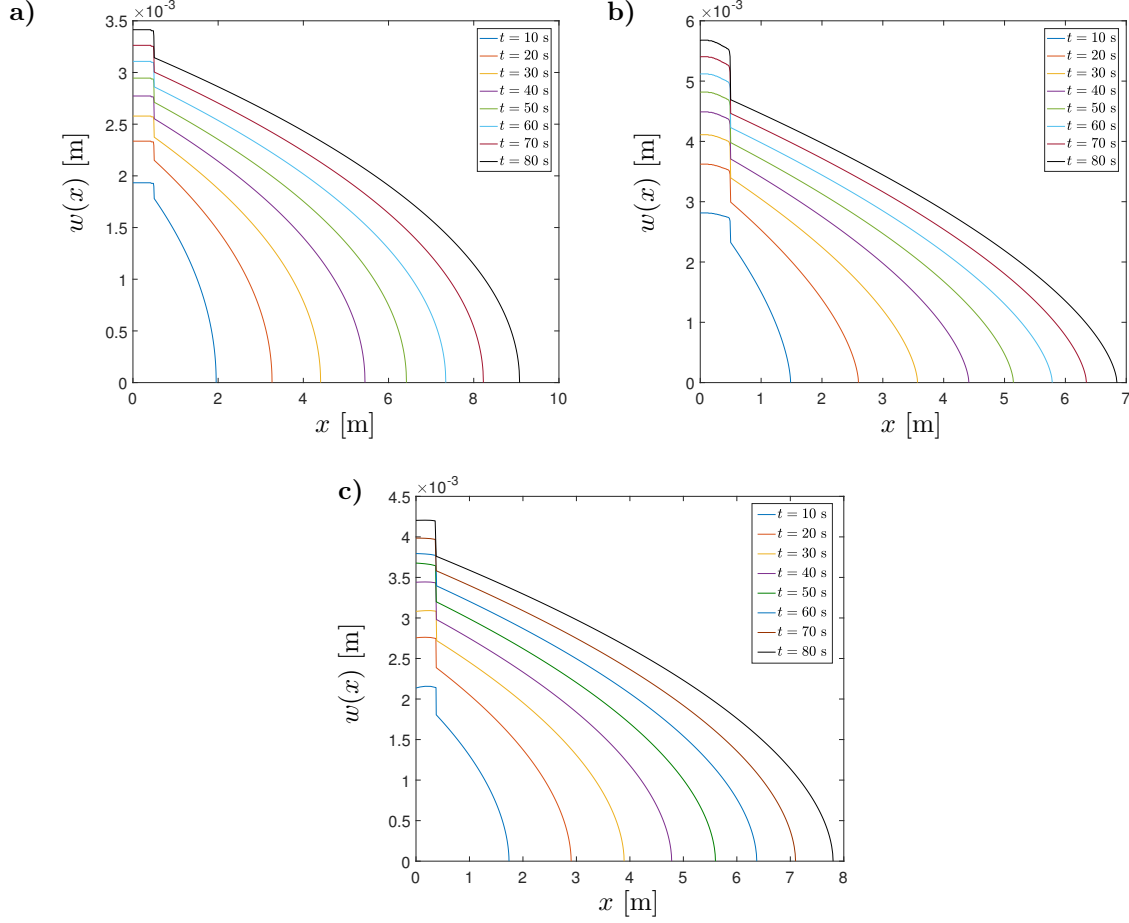 a)
×10⁻³
3.5
3
2.5
2
1.5
1
0.5
0
w(x) [m]
0 2 4 6 8 10
x [m]
t = 10 s
t = 20 s
t = 30 s
t = 40 s
t = 50 s
t = 60 s
t = 70 s
t = 80 s
b)
×10⁻³
6
5
4
3
2
1
0
w(x) [m]
0 1 2 3 4 5 6 7
x [m]
t = 10 s
t = 20 s
t = 30 s
t = 40 s
t = 50 s
t = 60 s
t = 70 s
t = 80 s
c)
×10⁻³
4.5
4
3.5
3
2.5
2
1.5
1
0.5
0
w(x) [m]
0 1 2 3 4 5 6 7 8
x [m]
t = 10 s
t = 20 s
t = 30 s
t = 40 s
t = 50 s
t = 60 s
t = 70 s
t = 80 s